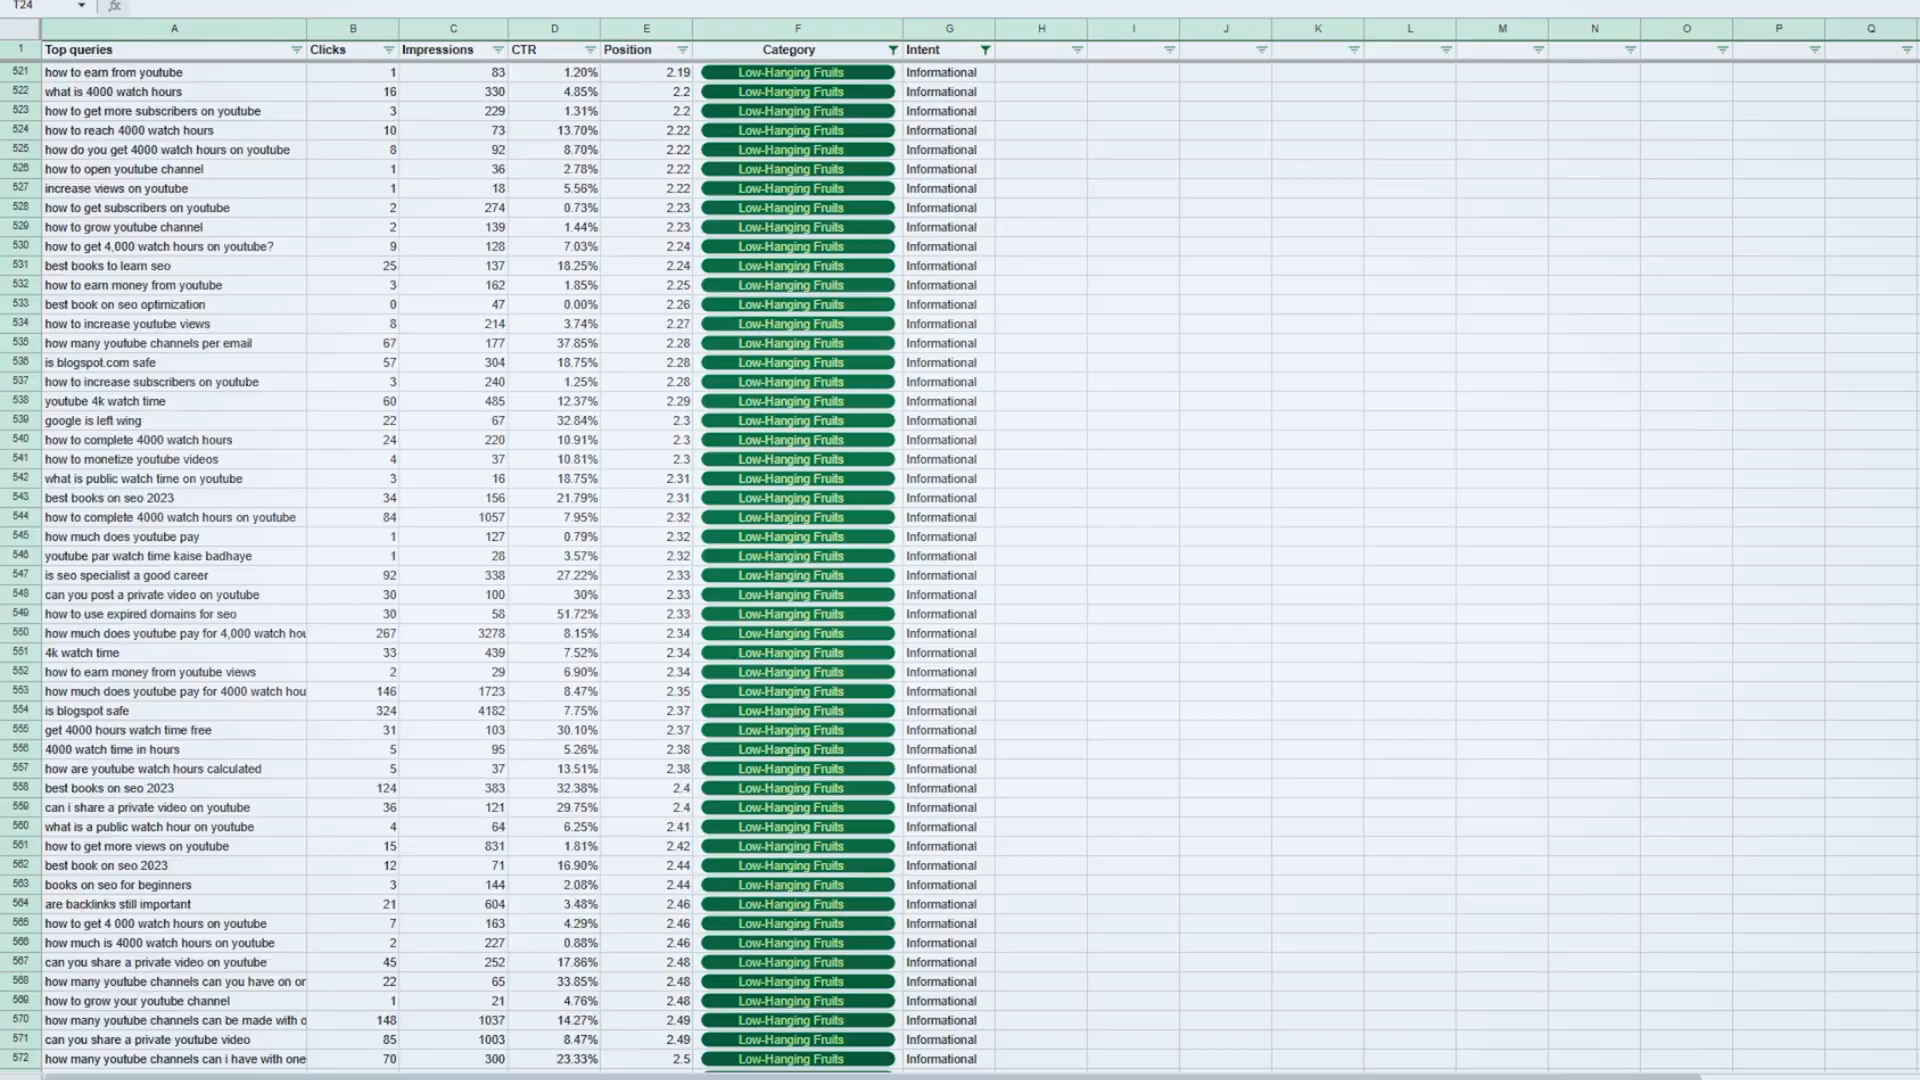 T24
A B C D E F G H I J K L M N O P Q
1 Top queries Clicks Impressions CTR Position Category Intent
521 how to earn from youtube 1 83 1.20% 2.19 Low-Hanging Fruits Informational
522 what is 4000 watch hours 16 330 4.85% 2.2 Low-Hanging Fruits Informational
523 how to get more subscribers on youtube 3 229 1.31% 2.2 Low-Hanging Fruits Informational
524 how to reach 4000 watch hours 10 73 13.70% 2.22 Low-Hanging Fruits Informational
525 how do you get 4000 watch hours on youtube 8 92 8.70% 2.22 Low-Hanging Fruits Informational
526 how to open youtube channel 1 36 2.78% 2.22 Low-Hanging Fruits Informational
527 increase views on youtube 1 18 5.56% 2.22 Low-Hanging Fruits Informational
528 how to get subscribers on youtube 2 274 0.73% 2.23 Low-Hanging Fruits Informational
529 how to grow youtube channel 2 139 1.44% 2.23 Low-Hanging Fruits Informational
530 how to get 4,000 watch hours on youtube? 9 128 7.03% 2.24 Low-Hanging Fruits Informational
531 best books to learn seo 25 137 18.25% 2.24 Low-Hanging Fruits Informational
532 how to earn money from youtube 3 162 1.85% 2.25 Low-Hanging Fruits Informational
533 best book on seo optimization 0 47 0.00% 2.26 Low-Hanging Fruits Informational
534 how to increase youtube views 8 214 3.74% 2.27 Low-Hanging Fruits Informational
535 how many youtube channels per email 67 177 37.85% 2.28 Low-Hanging Fruits Informational
536 is blogspot.com safe 57 304 18.75% 2.28 Low-Hanging Fruits Informational
537 how to increase subscribers on youtube 3 240 1.25% 2.28 Low-Hanging Fruits Informational
538 youtube 4k watch time 60 485 12.37% 2.29 Low-Hanging Fruits Informational
539 google is left wing 22 67 32.84% 2.3 Low-Hanging Fruits Informational
540 how to complete 4000 watch hours 24 220 10.91% 2.3 Low-Hanging Fruits Informational
541 how to monetize youtube videos 4 37 10.81% 2.3 Low-Hanging Fruits Informational
542 what is public watch time on youtube 3 16 18.75% 2.31 Low-Hanging Fruits Informational
543 best books on seo 2023 34 156 21.79% 2.31 Low-Hanging Fruits Informational
544 how to complete 4000 watch hours on youtube 84 1057 7.95% 2.32 Low-Hanging Fruits Informational
545 how much does youtube pay 1 127 0.79% 2.32 Low-Hanging Fruits Informational
546 youtube par watch time kaise badhaye 1 28 3.57% 2.32 Low-Hanging Fruits Informational
547 is seo specialist a good career 92 338 27.22% 2.33 Low-Hanging Fruits Informational
548 can you post a private video on youtube 30 100 30% 2.33 Low-Hanging Fruits Informational
549 how to use expired domains for seo 30 58 51.72% 2.33 Low-Hanging Fruits Informational
550 how much does youtube pay for 4,000 watch hou 267 3278 8.15% 2.34 Low-Hanging Fruits Informational
551 4k watch time 33 439 7.52% 2.34 Low-Hanging Fruits Informational
552 how to earn money from youtube views 2 29 6.90% 2.34 Low-Hanging Fruits Informational
553 how much does youtube pay for 4000 watch hou 146 1723 8.47% 2.35 Low-Hanging Fruits Informational
554 is blogspot safe 324 4182 7.75% 2.37 Low-Hanging Fruits Informational
555 get 4000 hours watch time free 31 103 30.10% 2.37 Low-Hanging Fruits Informational
556 4000 watch time in hours 5 95 5.26% 2.38 Low-Hanging Fruits Informational
557 how are youtube watch hours calculated 5 37 13.51% 2.38 Low-Hanging Fruits Informational
558 best books on seo 2023 124 383 32.38% 2.4 Low-Hanging Fruits Informational
559 can i share a private video on youtube 36 121 29.75% 2.4 Low-Hanging Fruits Informational
560 what is a public watch hour on youtube 4 64 6.25% 2.41 Low-Hanging Fruits Informational
561 how to get more views on youtube 15 831 1.81% 2.42 Low-Hanging Fruits Informational
562 best book on seo 2023 12 71 16.90% 2.44 Low-Hanging Fruits Informational
563 books on seo for beginners 3 144 2.08% 2.44 Low-Hanging Fruits Informational
564 are backlinks still important 21 604 3.48% 2.46 Low-Hanging Fruits Informational
565 how to get 4 000 watch hours on youtube 7 163 4.29% 2.46 Low-Hanging Fruits Informational
566 how much is 4000 watch hours on youtube 2 227 0.88% 2.46 Low-Hanging Fruits Informational
567 can you share a private video on youtube 45 252 17.86% 2.48 Low-Hanging Fruits Informational
568 how many youtube channels can you have on or 22 65 33.85% 2.48 Low-Hanging Fruits Informational
569 how to grow your youtube channel 1 21 4.76% 2.48 Low-Hanging Fruits Informational
570 how many youtube channels can be made with o 148 1037 14.27% 2.49 Low-Hanging Fruits Informational
571 can you share a private youtube video 85 1003 8.47% 2.49 Low-Hanging Fruits Informational
572 how many youtube channels can i have with one 70 300 23.33% 2.5 Low-Hanging Fruits Informational